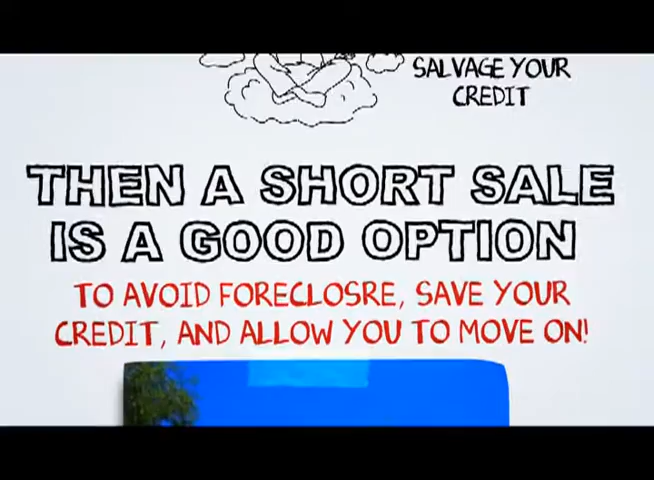 SALVAGE YOUR
CREDIT
THEN A SHORT SALE
IS A GOOD OPTION
TO AVOID FORECLOSRE, SAVE YOUR
CREDIT, AND ALLOW YOU TO MOVE ON!